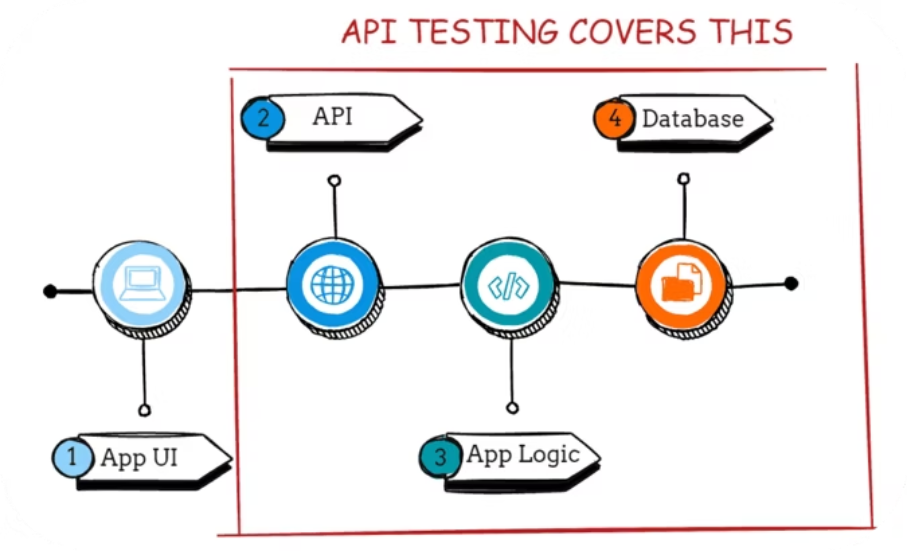 API TESTING COVERS THIS
2 API
4 Database
1 App UI
3 App Logic